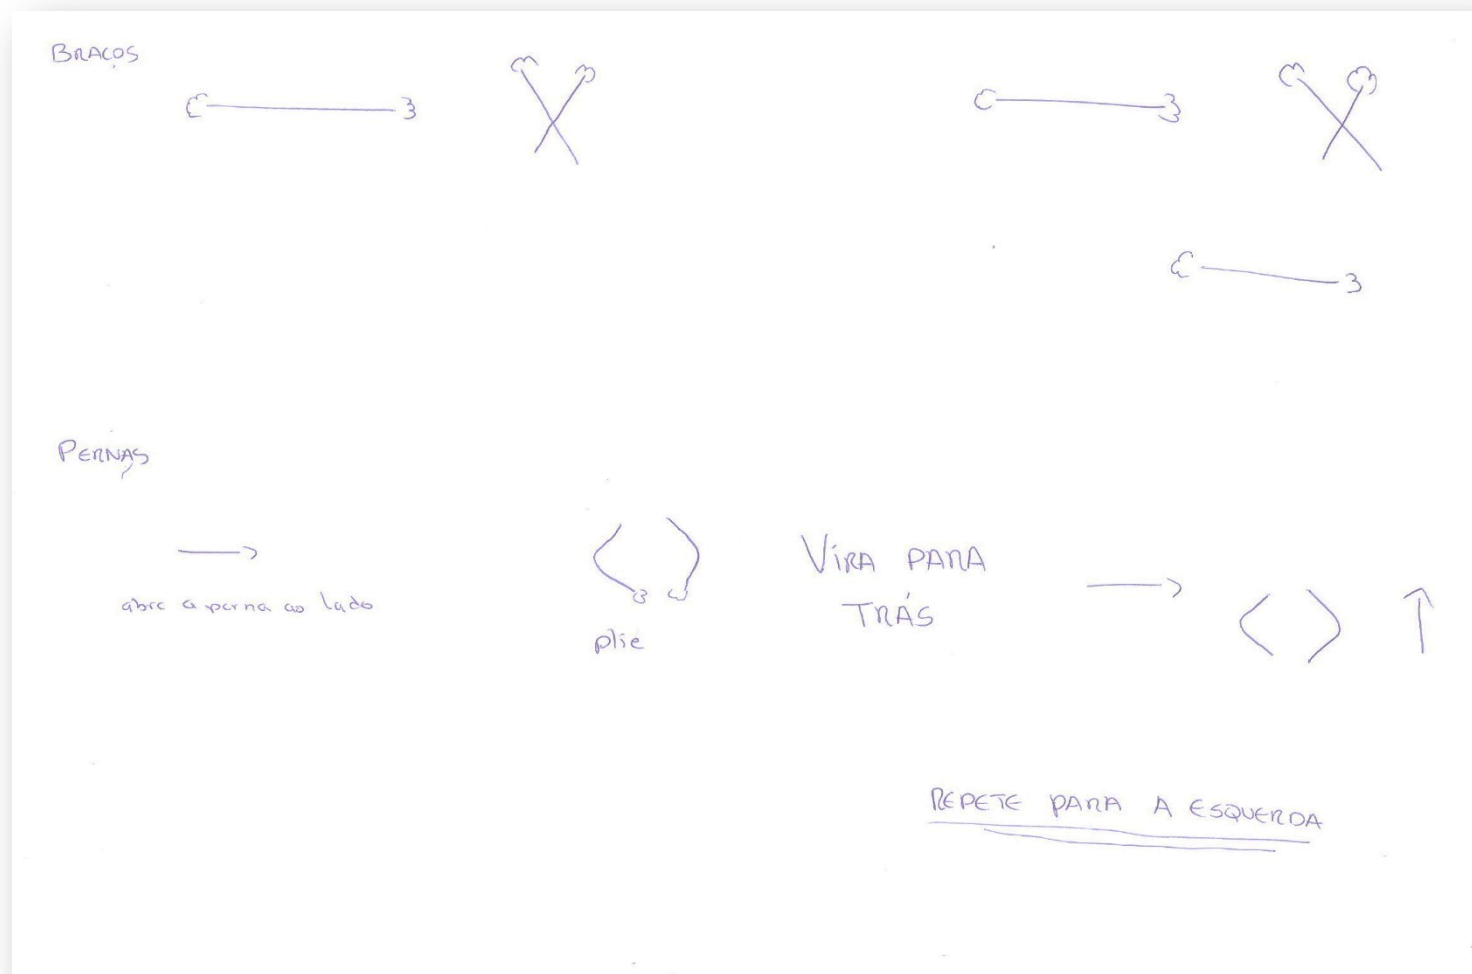 BRAÇOS
PERNAS
abre a perna ao lado
plie
VIRA PARA
TRÁS
REPETE PARA A ESQUERDA